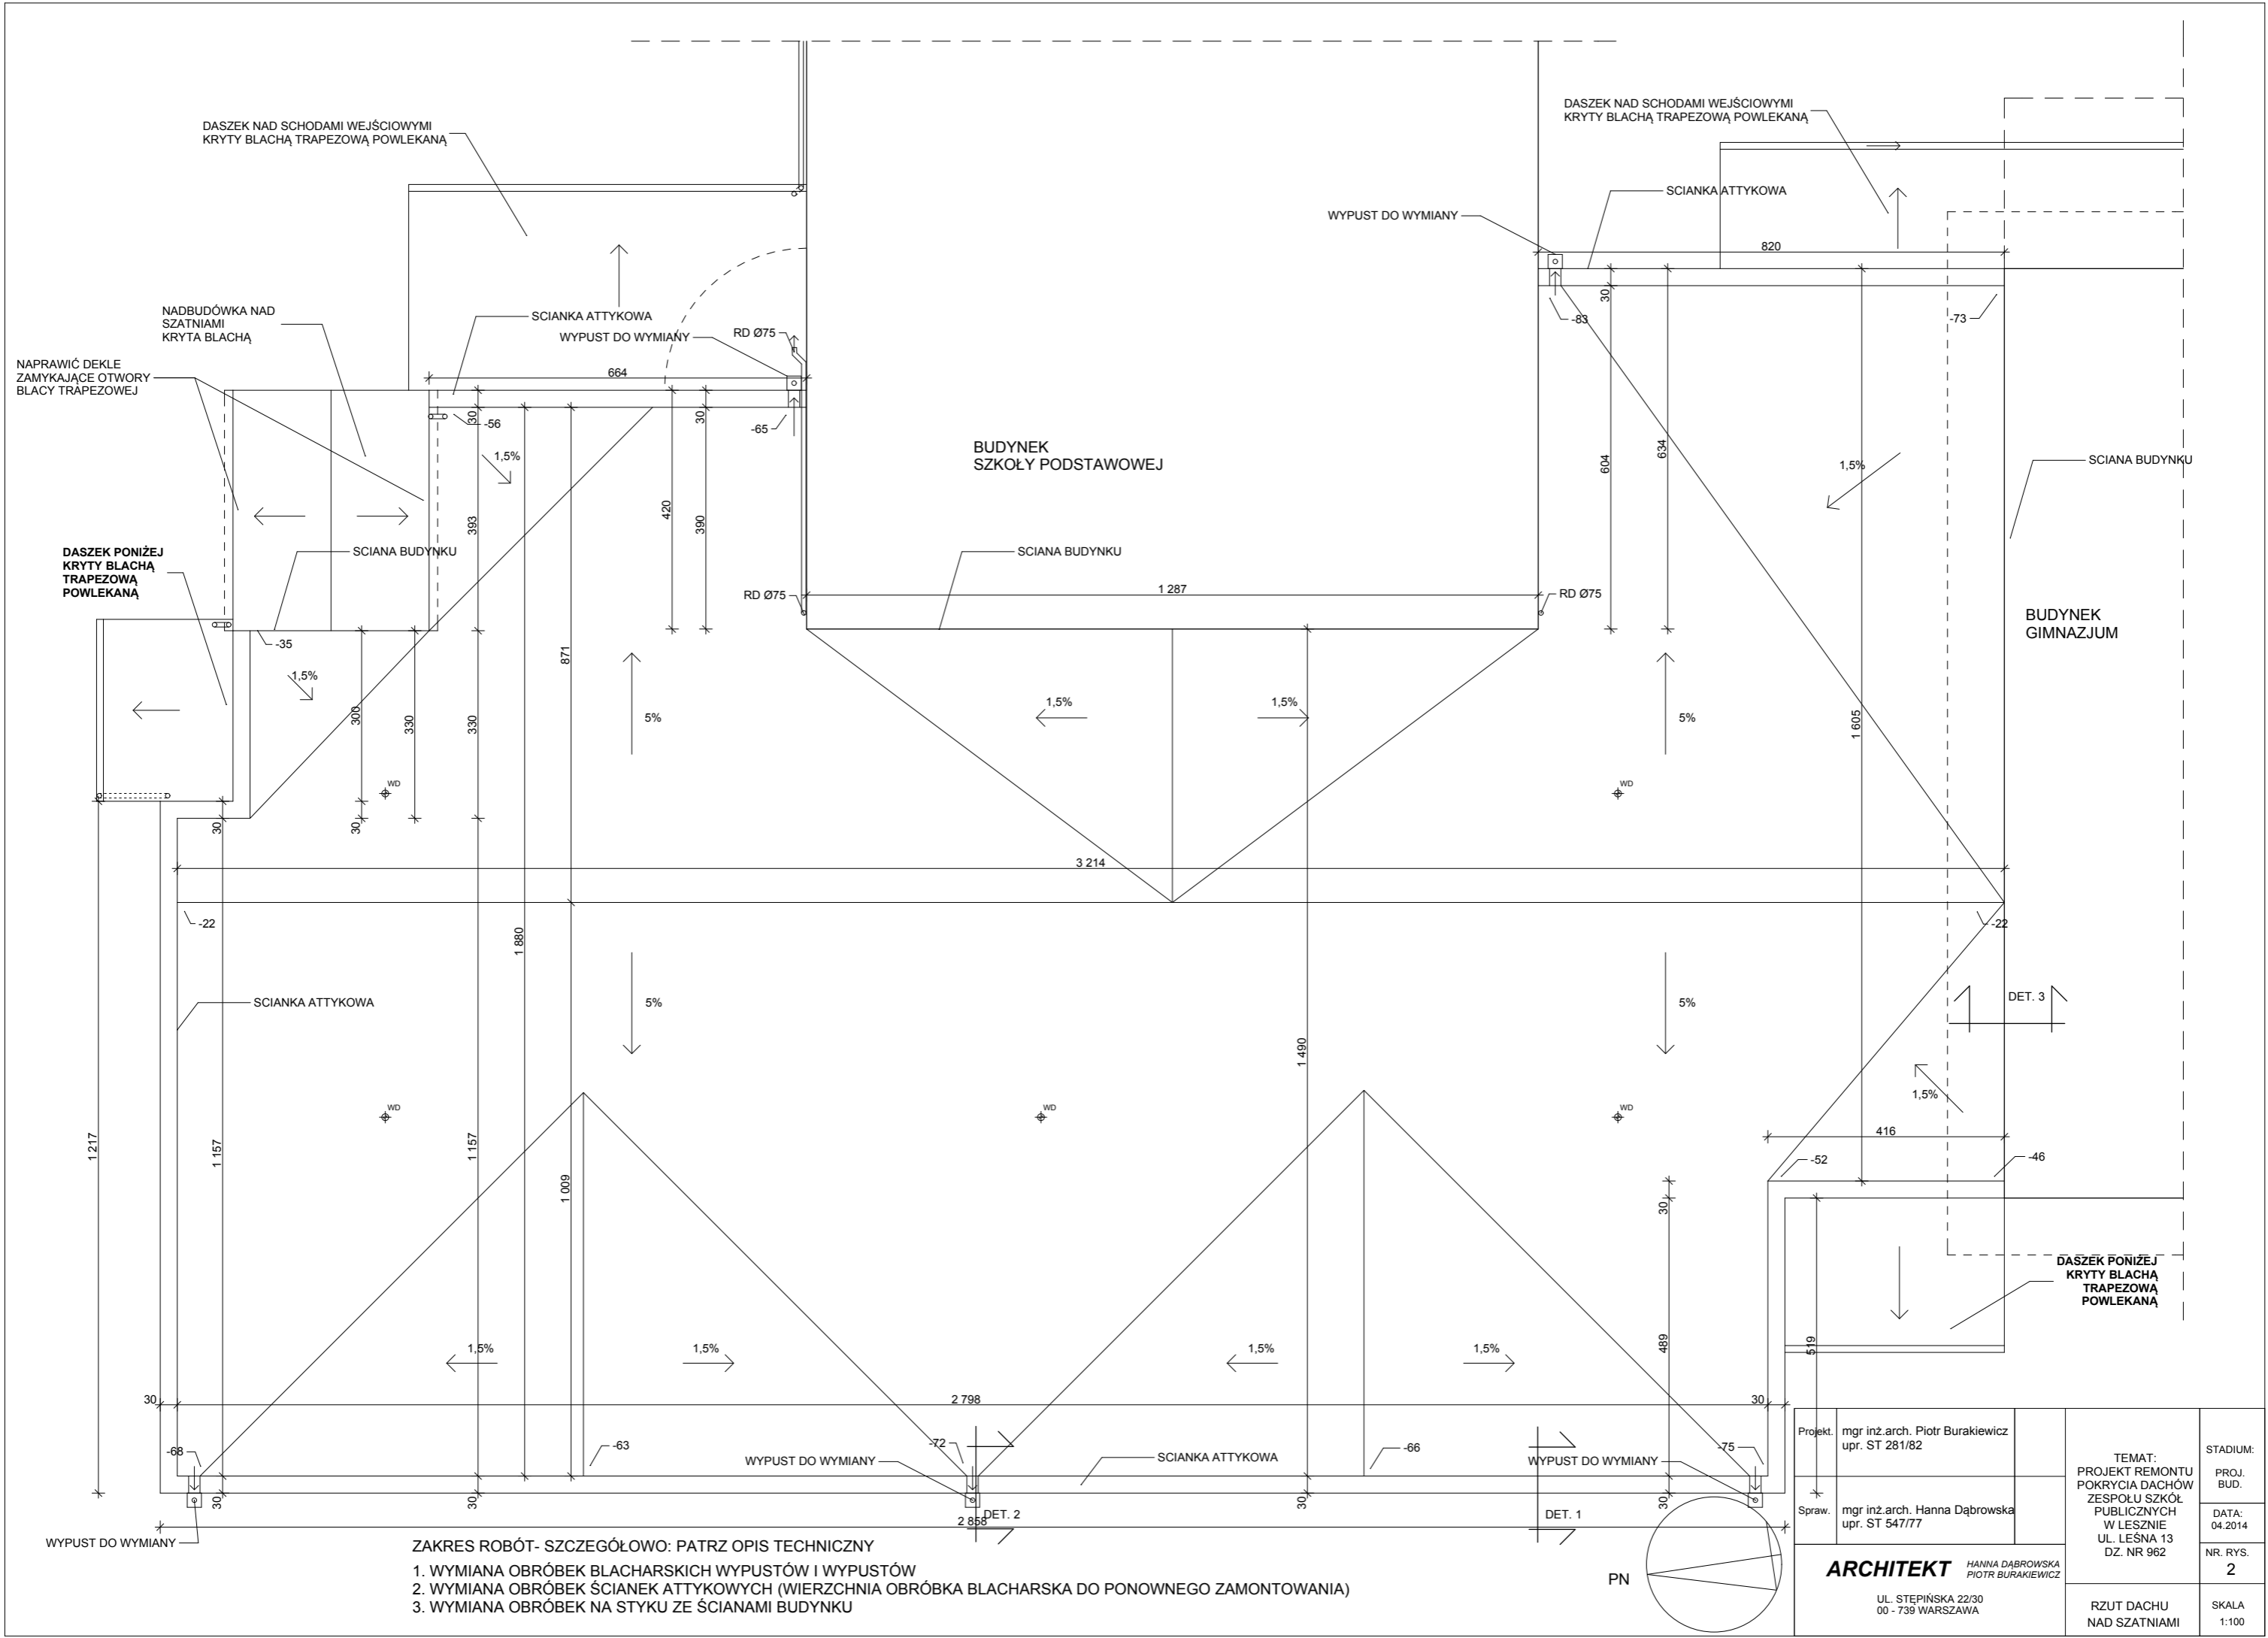 DASZEK NAD SCHODAMI WEJŚCIOWYMI
KRYTY BLACHĄ TRAPEZOWĄ POWLEKANĄ
DASZEK NAD SCHODAMI WEJŚCIOWYMI
KRYTY BLACHĄ TRAPEZOWĄ POWLEKANĄ
SCIANKA ATTYKOWA
WYPUST DO WYMIANY
820
NADBUDÓWKA NAD
SZATNIAMI
KRYTA BLACHĄ
SCIANKA ATTYKOWA
WYPUST DO WYMIANY
RD Ø75
30
-83
-73
NAPRAWIĆ DEKLE
ZAMYKAJĄCE OTWORY
BLACY TRAPEZOWEJ
664
30
-56
30
-65
1,5%
BUDYNEK
SZKOŁY PODSTAWOWEJ
604
634
1,5%
SCIANA BUDYNKU
393
420
390
DASZEK PONIŻEJ
KRYTY BLACHĄ
TRAPEZOWĄ
POWLEKANĄ
SCIANA BUDYNKU
SCIANA BUDYNKU
RD Ø75
1 287
RD Ø75
BUDYNEK
GIMNAZJUM
-35
1,5%
871
300
330
330
5%
1,5%
1,5%
5%
1 605
WD
WD
30
30
3 214
-22
-22
1 880
SCIANKA ATTYKOWA
5%
5%
DET. 3
1 490
1,5%
WD
WD
WD
1 217
1 157
1 157
1 009
416
-52
-46
30
DASZEK PONIŻEJ
KRYTY BLACHĄ
TRAPEZOWĄ
POWLEKANĄ
489
519
1,5%
1,5%
1,5%
1,5%
30
2 798
30
-68
-63
-72
-66
-75
WYPUST DO WYMIANY
SCIANKA ATTYKOWA
WYPUST DO WYMIANY
30
30
30
30
2 858
DET. 2
DET. 1
WYPUST DO WYMIANY
ZAKRES ROBÓT- SZCZEGÓŁOWO: PATRZ OPIS TECHNICZNY
1. WYMIANA OBRÓBEK BLACHARSKICH WYPUSTÓW I WYPUSTÓW
2. WYMIANA OBRÓBEK ŚCIANEK ATTYKOWYCH (WIERZCHNIA OBRÓBKA BLACHARSKA DO PONOWNEGO ZAMONTOWANIA)
3. WYMIANA OBRÓBEK NA STYKU ZE ŚCIANAMI BUDYNKU
PN
Projekt.
mgr inż.arch. Piotr Burakiewicz
upr. ST 281/82
Spraw.
mgr inż.arch. Hanna Dąbrowska
upr. ST 547/77
ARCHITEKT
HANNA DĄBROWSKA
PIOTR BURAKIEWICZ
UL. STĘPIŃSKA 22/30
00 - 739 WARSZAWA
TEMAT:
PROJEKT REMONTU
POKRYCIA DACHÓW
ZESPOŁU SZKÓŁ
PUBLICZNYCH
W LESZNIE
UL. LEŚNA 13
DZ. NR 962
RZUT DACHU
NAD SZATNIAMI
STADIUM:
PROJ.
BUD.
DATA:
04.2014
NR. RYS.
2
SKALA
1:100